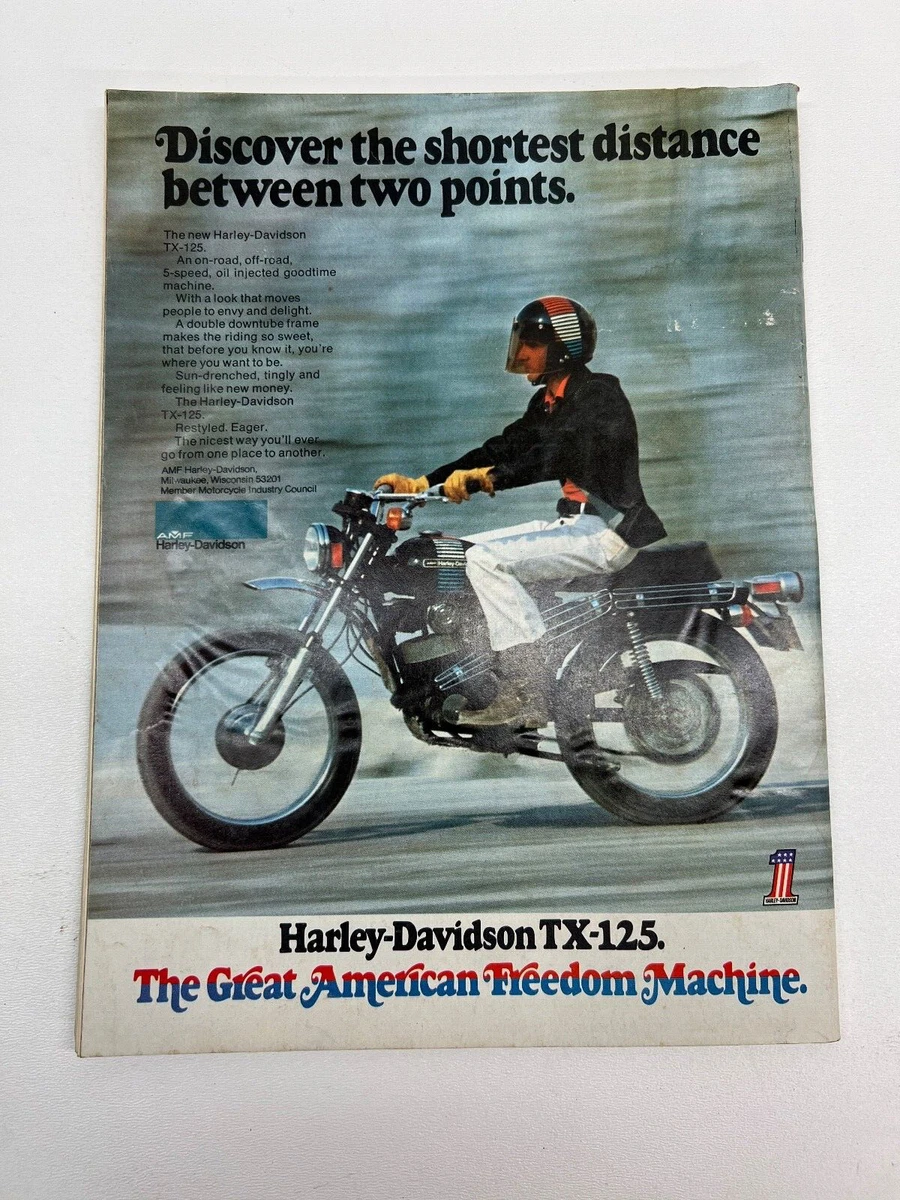 Discover the shortest distance
between two points.
The new Harley-Davidson
TX-125.
An on-road, off-road,
5-speed, oil injected goodtime
machine.
With a look that moves
people to envy and delight.
A double downtube frame
makes the riding so sweet,
that before you know it, you're
where you want to be.
Sun-drenched, tingly and
feeling like new money.
The Harley-Davidson
TX-125.
Restyled. Eager.
The nicest way you'll ever
go from one place to another.
AMF Harley-Davidson,
Milwaukee, Wisconsin 53201
Member Motorcycle Industry Council
AMF
Harley-Davidson
Harley-Davidson
1
HARLEY-DAVIDSON
Harley-Davidson TX-125.
The Great American Freedom Machine.